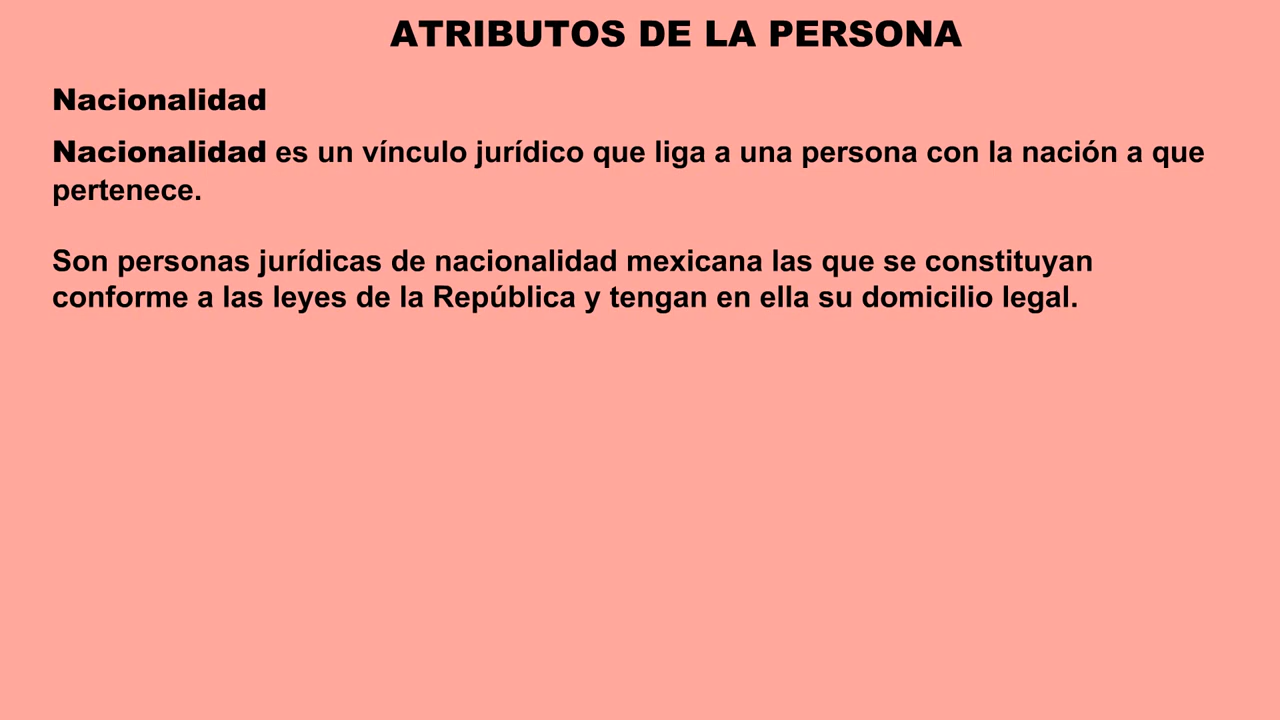 ATRIBUTOS DE LA PERSONA
Nacionalidad
Nacionalidad es un vínculo jurídico que liga a una persona con la nación a que
pertenece.
Son personas jurídicas de nacionalidad mexicana las que se constituyan
conforme a las leyes de la República y tengan en ella su domicilio legal.